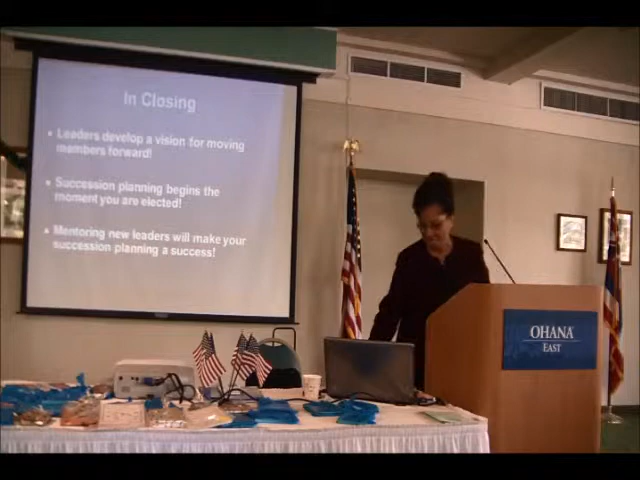 In Closing
• Leaders develop a vision for moving
members forward!
• Succession planning begins the
moment you are elected!
• Mentoring new leaders will make your
succession planning a success!
OHANA
EAST